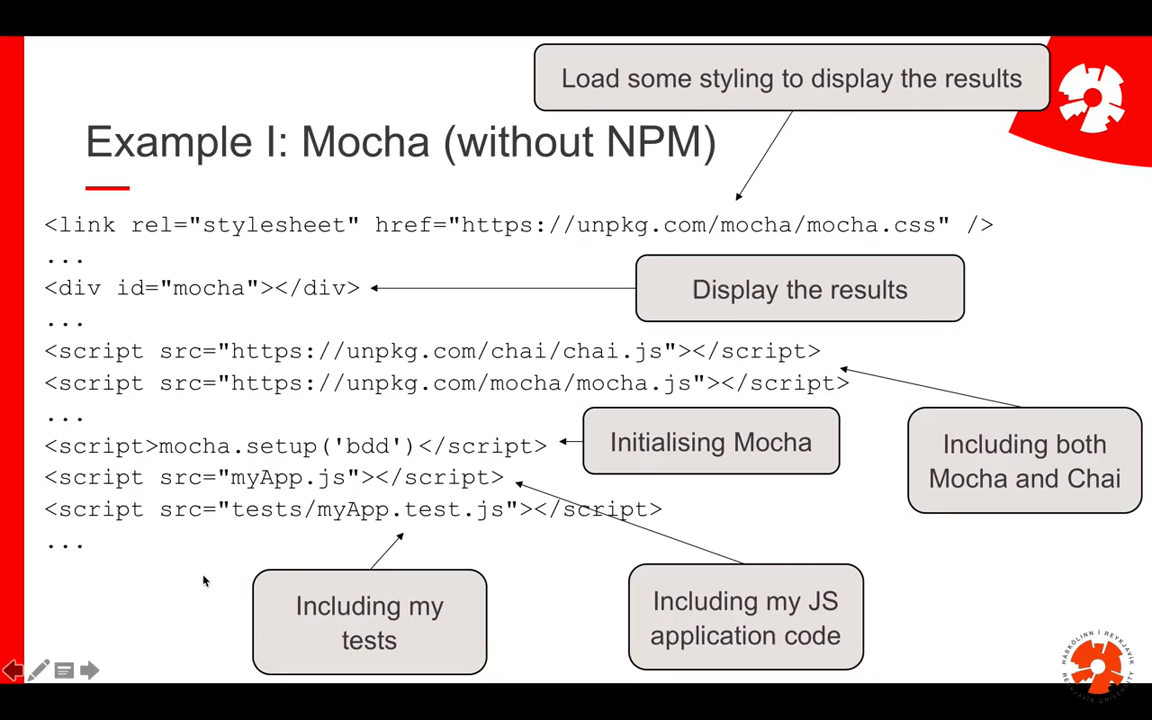 Load some styling to display the results
Example I: Mocha (without NPM)
<link rel="stylesheet" href="https://unpkg.com/mocha/mocha.css" />
...
<div id="mocha"></div>
Display the results
...
<script src="https://unpkg.com/chai/chai.js"></script>
<script src="https://unpkg.com/mocha/mocha.js"></script>
...
<script>mocha.setup('bdd')</script>
Initialising Mocha
Including both
Mocha and Chai
<script src="myApp.js"></script>
<script src="tests/myApp.test.js"></script>
...
Including my
tests
Including my JS
application code
HÁSKÓLINN Í REYKJAVÍK
REYKJAVIK UNIVERSITY